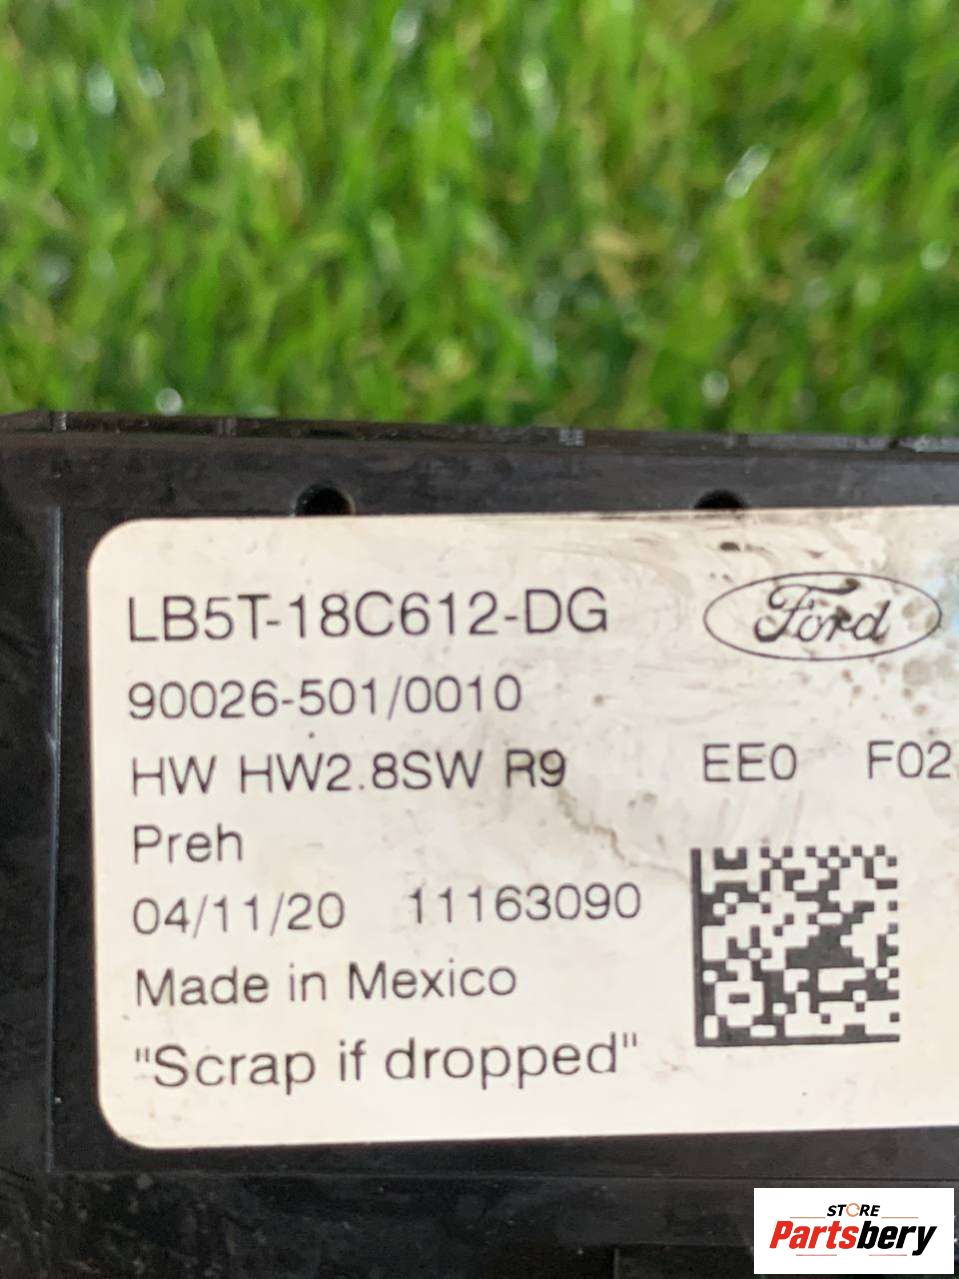 LB5T-18C612-DG
Ford
90026-501/0010
HW HW2.8SW R9 EE0 F02
Preh
04/11/20 11163090
Made in Mexico
"Scrap if dropped"
STORE
Partsbery